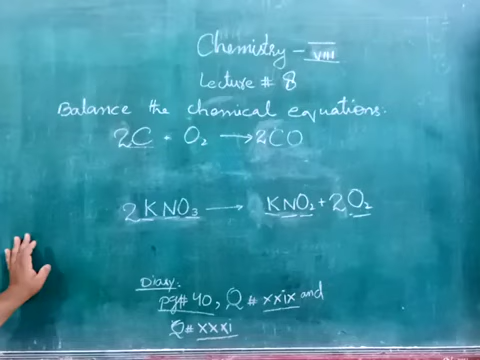 Chemistry - VIII
Lecture # 8
Balance the chemical equations.
2C + O₂ → 2CO
2KNO₃ → KNO₂ + 2O₂
Diary.
pg# 40, Q # xxix and
Q# xxxi